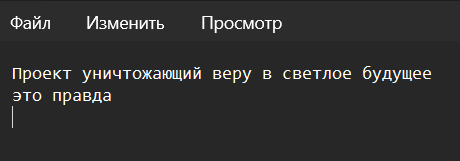 Файл Изменить Просмотр
Проект уничтожающий веру в светлое будущее
это правда